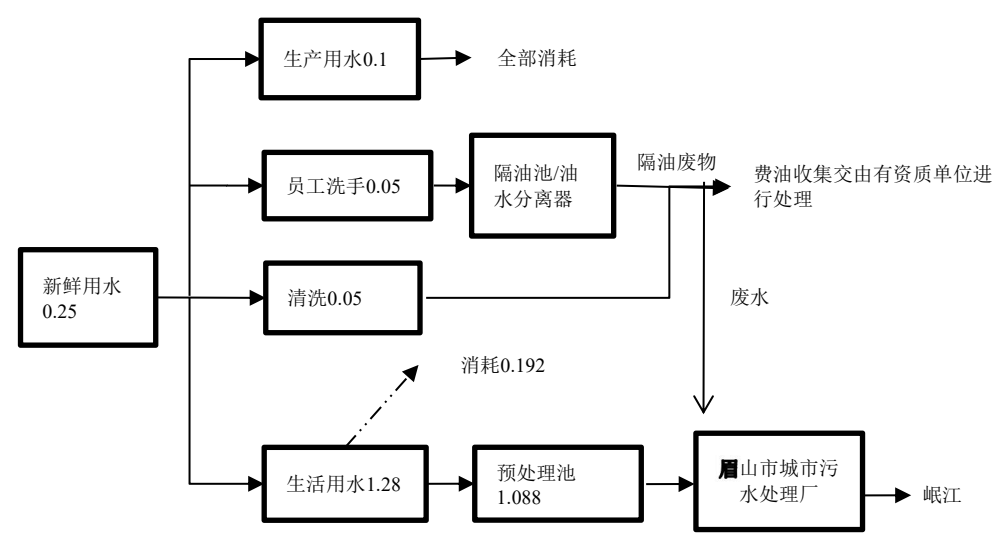 生产用水0.1
全部消耗
员工洗手0.05
隔油池/油
水分离器
隔油废物
费油收集交由有资质单位进
行处理
新鲜用水
0.25
清洗0.05
废水
消耗0.192
生活用水1.28
预处理池
1.088
眉山市城市污
水处理厂
岷江